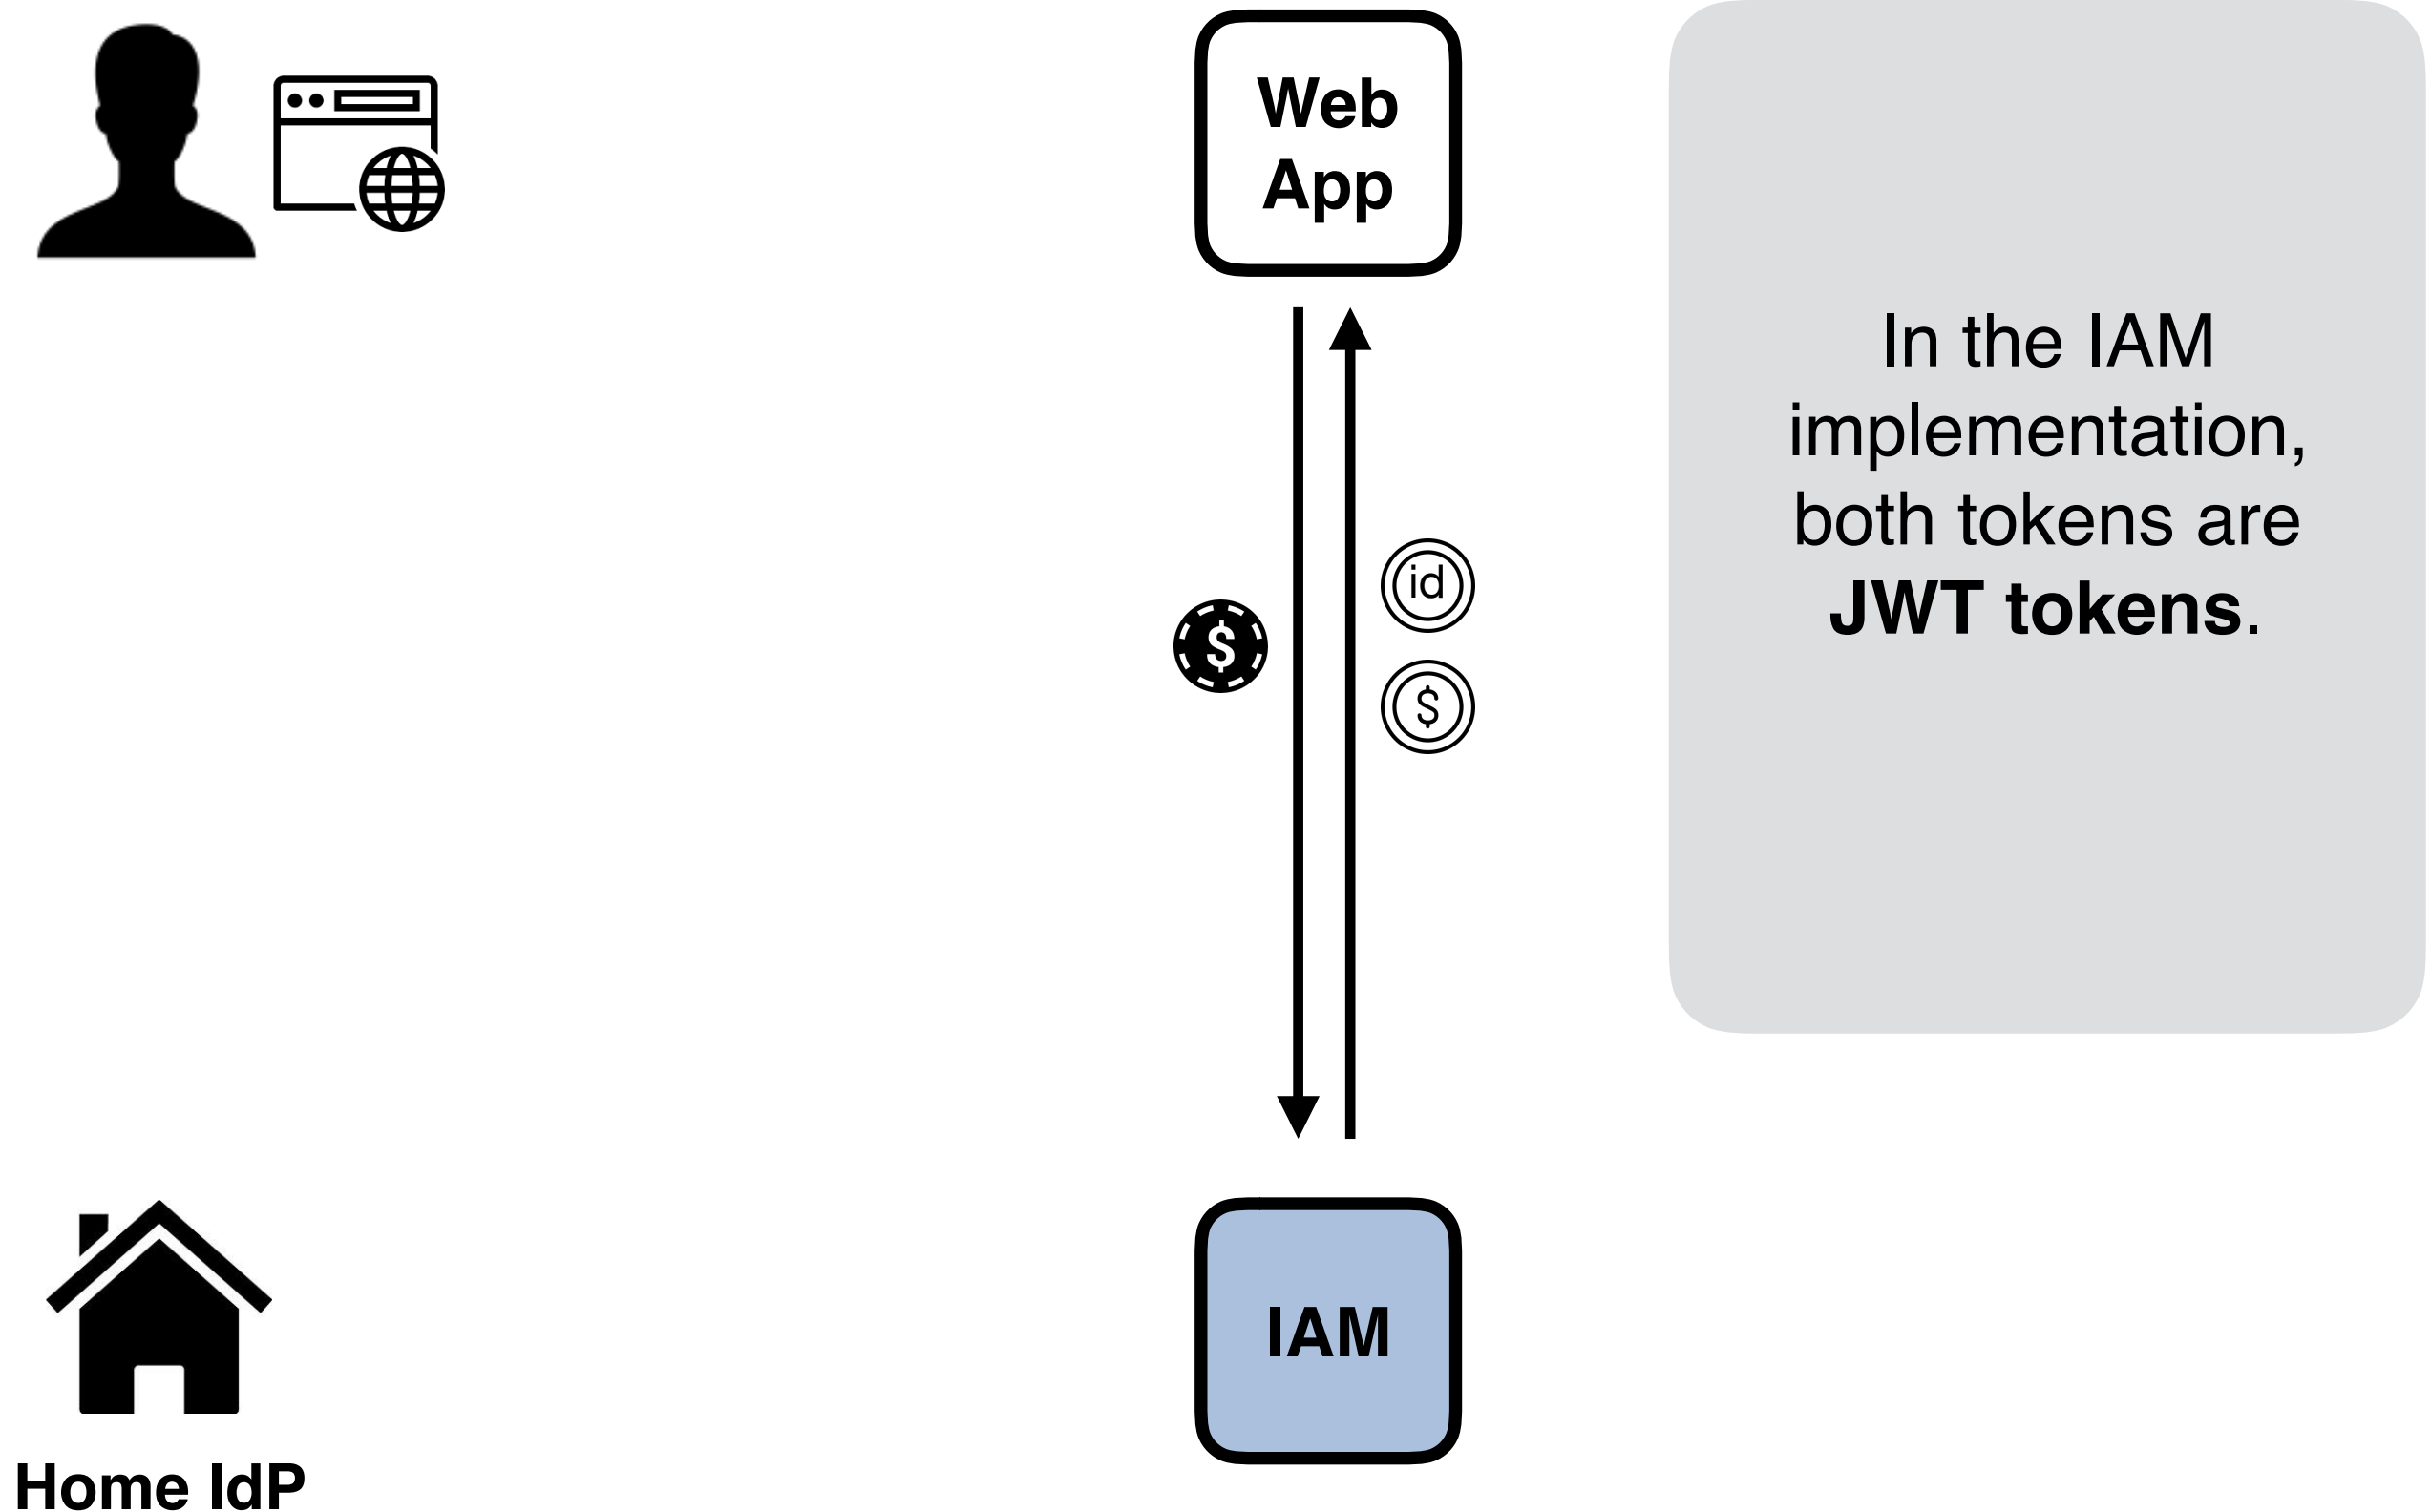 Web
App
In the IAM
implementation,
both tokens are
JWT tokens.
$
id
$
IAM
Home IdP